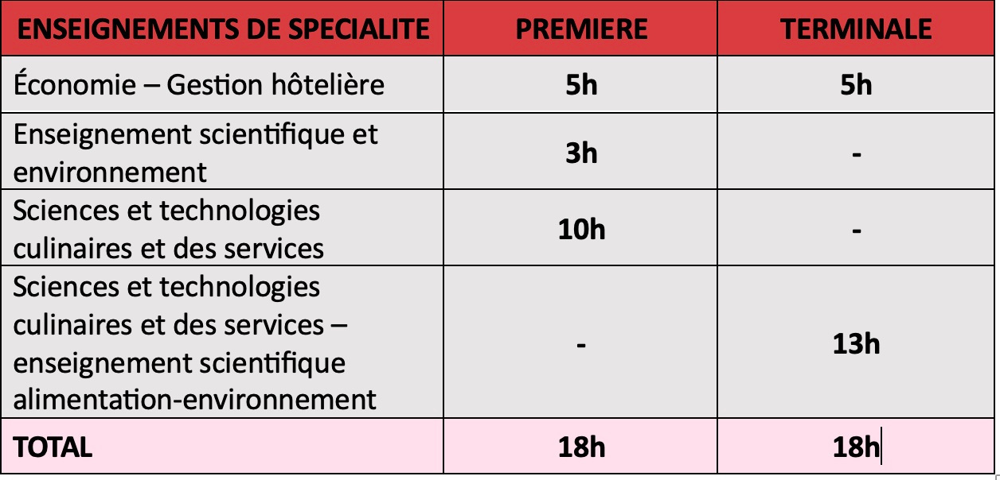 ENSEIGNEMENTS DE SPECIALITE PREMIERE TERMINALE
Économie – Gestion hôtelière 5h 5h
Enseignement scientifique et
environnement 3h -
Sciences et technologies
culinaires et des services 10h -
Sciences et technologies
culinaires et des services –
enseignement scientifique
alimentation-environnement - 13h
TOTAL 18h 18h